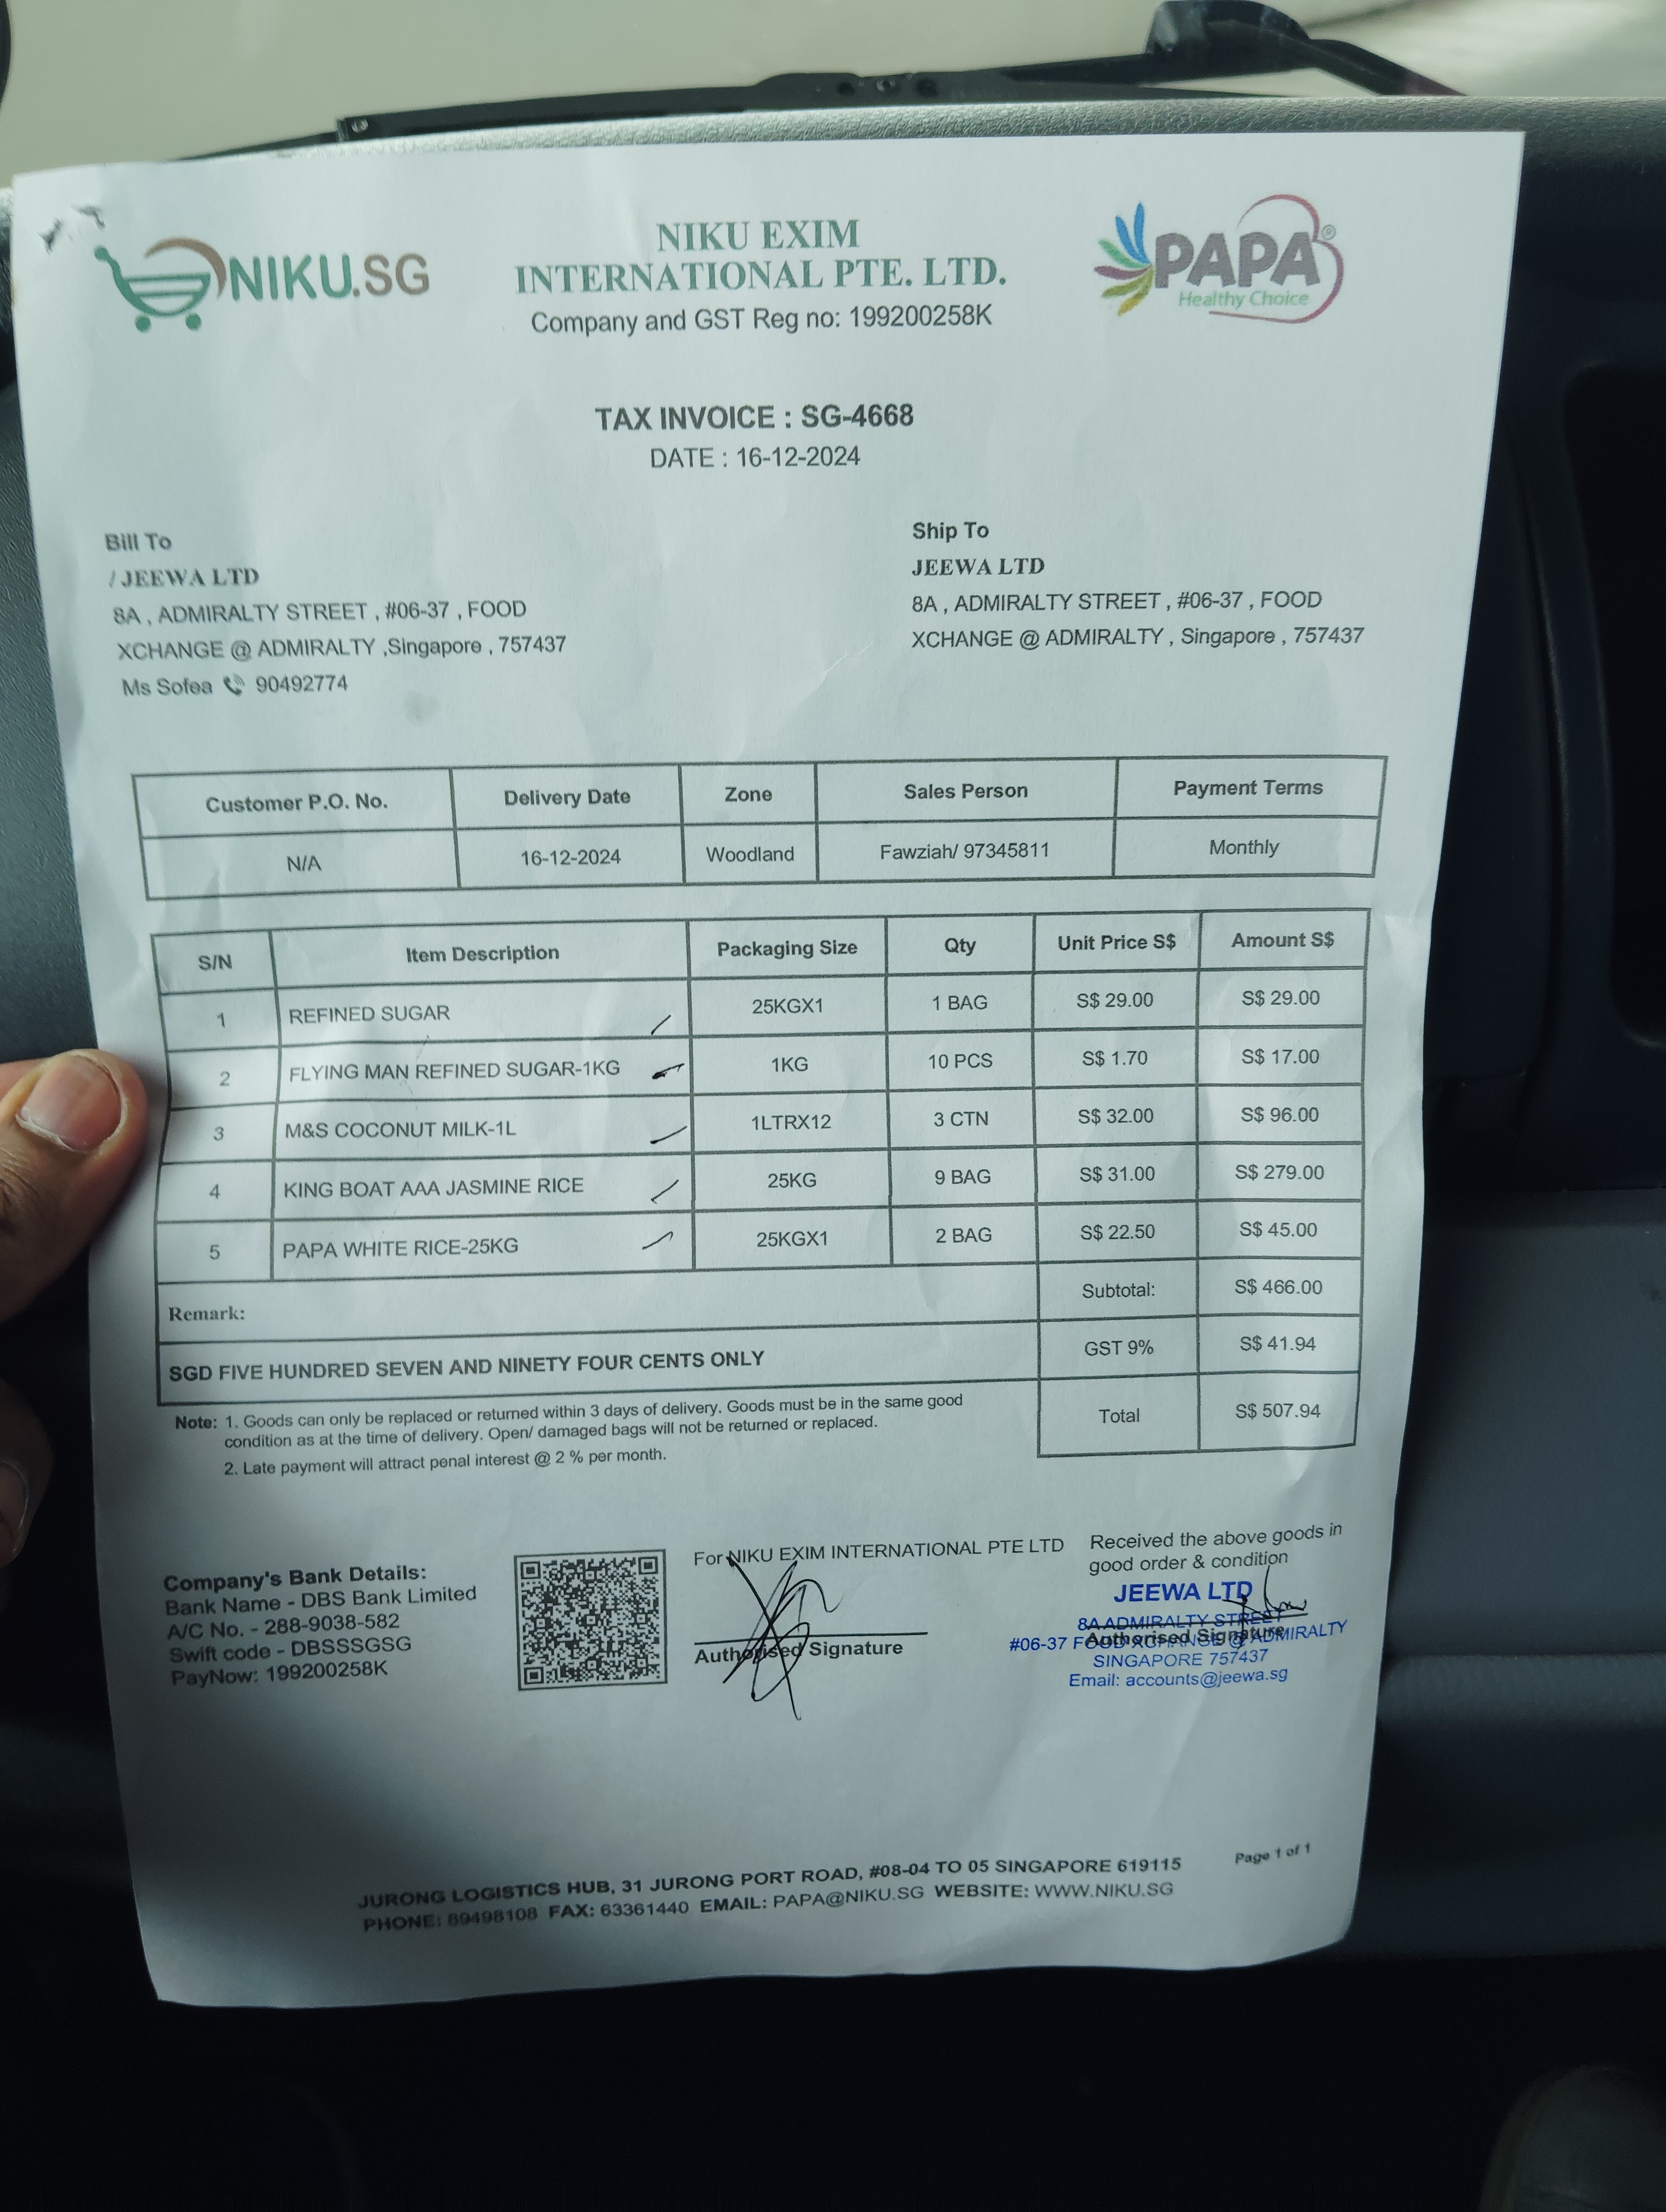 NIKU.SG
NIKU EXIM
INTERNATIONAL PTE. LTD.
Company and GST Reg no: 199200258K
PAPA®
Healthy Choice
TAX INVOICE : SG-4668
DATE : 16-12-2024
Bill To
/ JEEWA LTD
8A , ADMIRALTY STREET , #06-37 , FOOD
XCHANGE @ ADMIRALTY ,Singapore , 757437
Ms Sofea 90492774
Ship To
JEEWA LTD
8A , ADMIRALTY STREET , #06-37 , FOOD
XCHANGE @ ADMIRALTY , Singapore , 757437
Customer P.O. No. Delivery Date Zone Sales Person Payment Terms
N/A 16-12-2024 Woodland Fawziah/ 97345811 Monthly
S/N Item Description Packaging Size Qty Unit Price S$ Amount S$
1 REFINED SUGAR 25KGX1 1 BAG S$ 29.00 S$ 29.00
2 FLYING MAN REFINED SUGAR-1KG 1KG 10 PCS S$ 1.70 S$ 17.00
3 M&S COCONUT MILK-1L 1LTRX12 3 CTN S$ 32.00 S$ 96.00
4 KING BOAT AAA JASMINE RICE 25KG 9 BAG S$ 31.00 S$ 279.00
5 PAPA WHITE RICE-25KG 25KGX1 2 BAG S$ 22.50 S$ 45.00
Remark: Subtotal: S$ 466.00
SGD FIVE HUNDRED SEVEN AND NINETY FOUR CENTS ONLY GST 9% S$ 41.94
Total S$ 507.94
Note: 1. Goods can only be replaced or returned within 3 days of delivery. Goods must be in the same good
condition as at the time of delivery. Open/ damaged bags will not be returned or replaced.
2. Late payment will attract penal interest @ 2 % per month.
Company's Bank Details:
Bank Name - DBS Bank Limited
A/C No. - 288-9038-582
Swift code - DBSSSGSG
PayNow: 199200258K
For NIKU EXIM INTERNATIONAL PTE LTD
Authorised Signature
Received the above goods in
good order & condition
JEEWA LTD
8A ADMIRALTY STREET
Authorised Signature
#06-37 FOOD XCHANGE @ ADMIRALTY
SINGAPORE 757437
Email: accounts@jeewa.sg
JURONG LOGISTICS HUB, 31 JURONG PORT ROAD, #08-04 TO 05 SINGAPORE 619115
PHONE: 89498108 FAX: 63361440 EMAIL: PAPA@NIKU.SG WEBSITE: WWW.NIKU.SG
Page 1 of 1